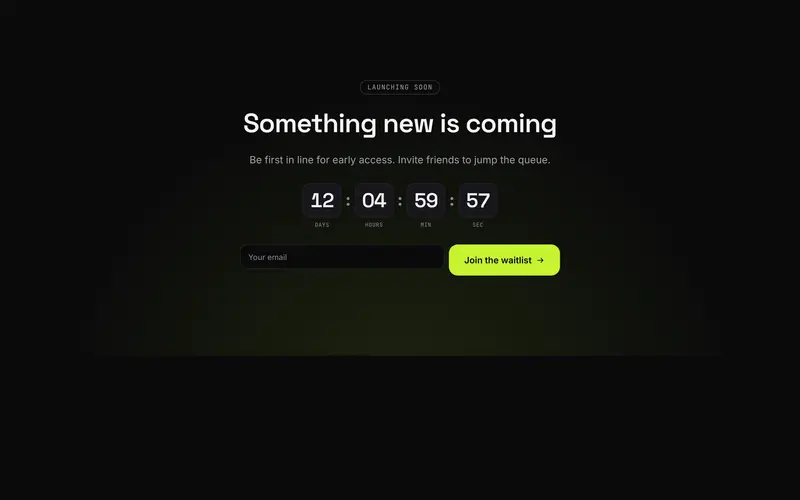 LAUNCHING SOON
Something new is coming
Be first in line for early access. Invite friends to jump the queue.
12 : 04 : 59 : 57
DAYS HOURS MIN SEC
Your email
Join the waitlist →